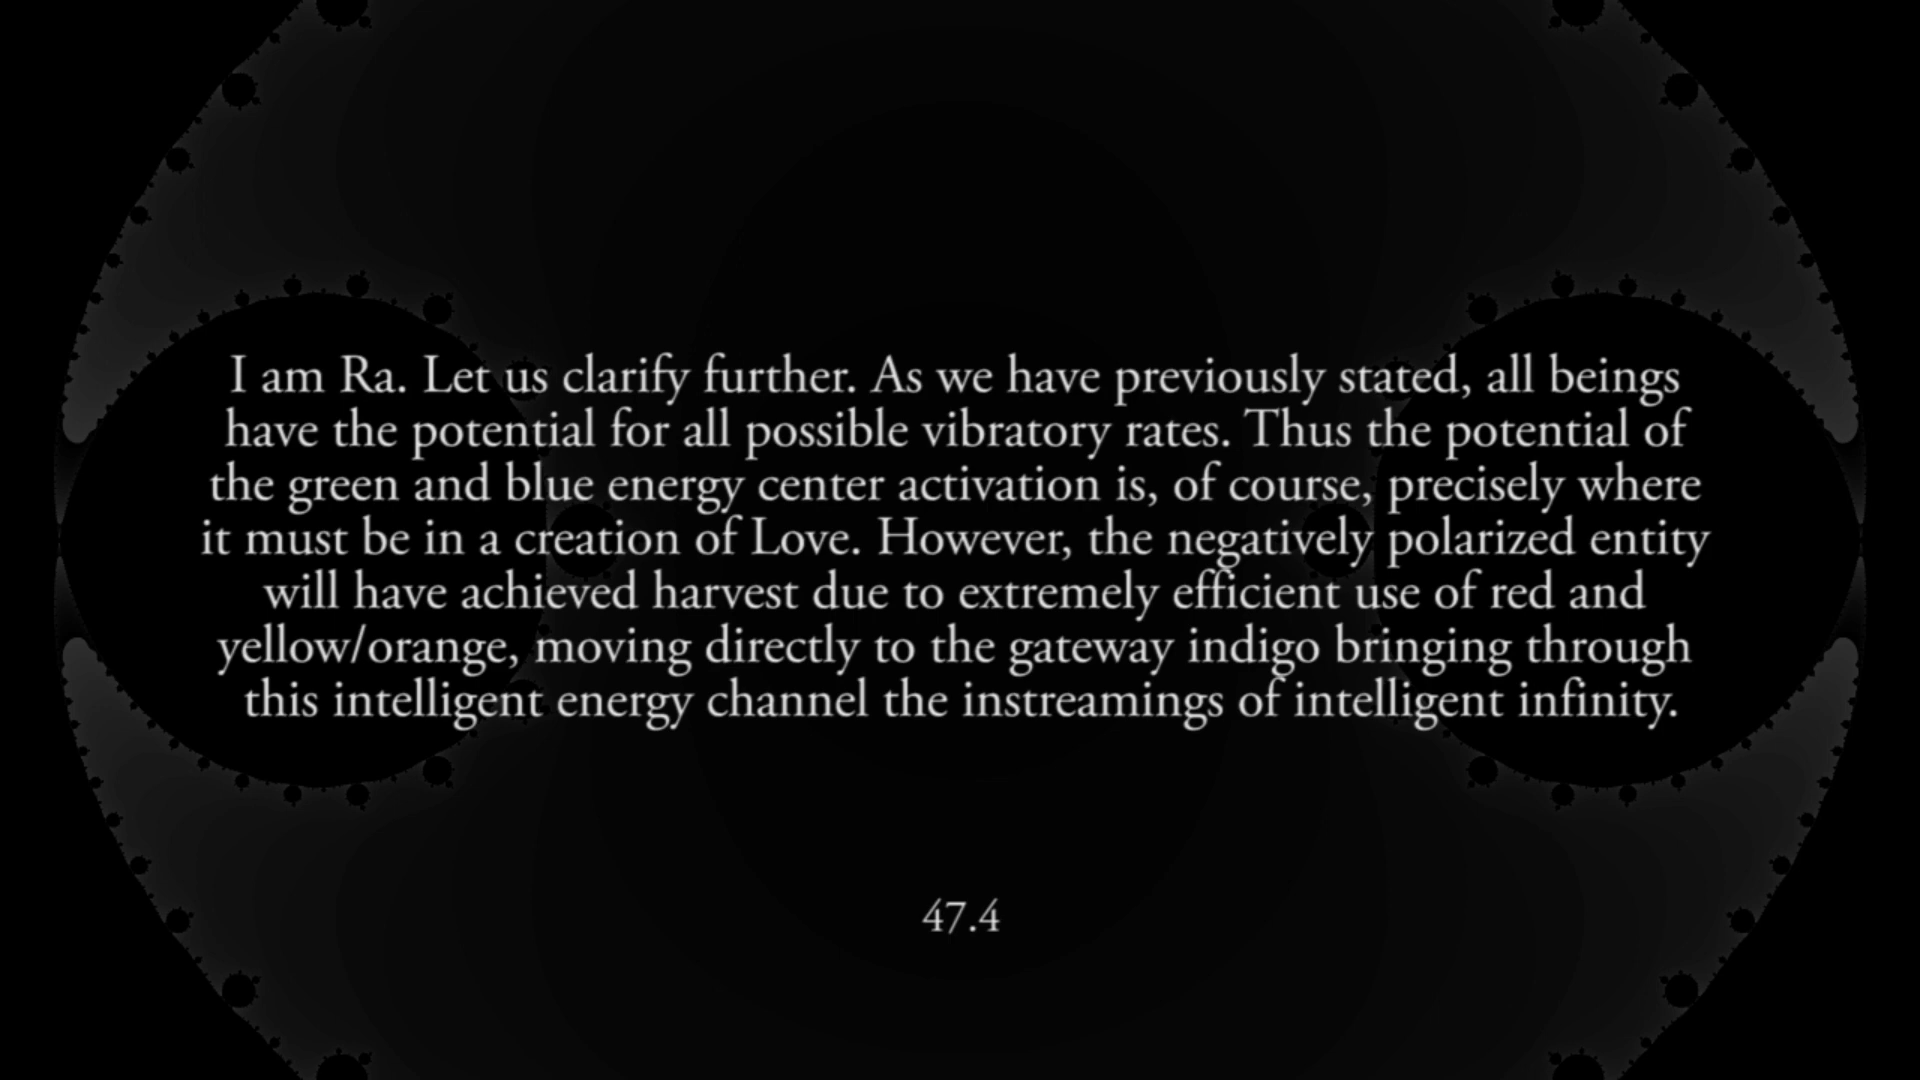 I am Ra. Let us clarify further. As we have previously stated, all beings
have the potential for all possible vibratory rates. Thus the potential of
the green and blue energy center activation is, of course, precisely where
it must be in a creation of Love. However, the negatively polarized entity
will have achieved harvest due to extremely efficient use of red and
yellow/orange, moving directly to the gateway indigo bringing through
this intelligent energy channel the instreamings of intelligent infinity.
47.4